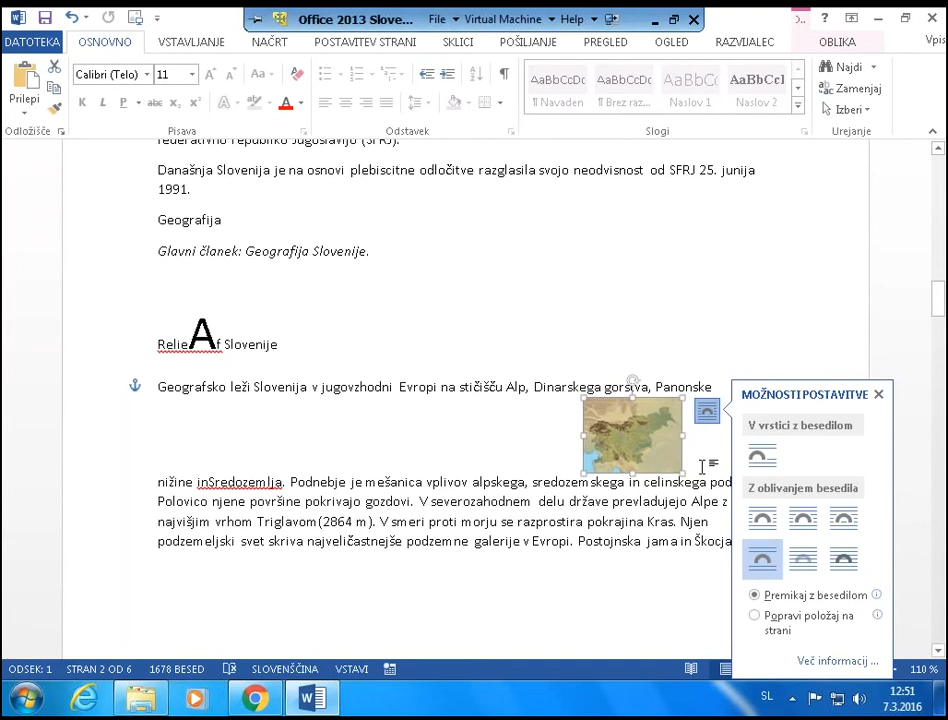 Office 2013 Slove...
File
Virtual Machine
Help
DATOTEKA
OSNOVNO
VSTAVLJANJE
NAČRT
POSTAVITEV STRANI
SKLICI
POŠILJANJE
PREGLED
OGLED
RAZVIJALEC
OBLIKA
Vpis
Prilepi
Odložišče
Calibri (Telo)
11
Pisava
Odstavek
AaBbCcDc
¶ Navaden
AaBbCcDc
¶ Brez raz...
AaBbCc
Naslov 1
AaBbCcI
Naslov 2
Slogi
Najdi
Zamenjaj
Izberi
Urejanje
federativno republiko Jugoslavijo (SFRJ).
Današnja Slovenija je na osnovi plebiscitne odločitve razglasila svojo neodvisnost od SFRJ 25. junija
1991.
Geografija
Glavni članek: Geografija Slovenije.
RelieAf Slovenije
Geografsko leži Slovenija v jugovzhodni Evropi na stičišču Alp, Dinarskega gorstva, Panonske
nižine inSredozemlja. Podnebje je mešanica vplivov alpskega, sredozemskega in celinskega pod
Polovico njene površine pokrivajo gozdovi. V severozahodnem delu države prevladujejo Alpe z
najvišjim vrhom Triglavom(2864 m). V smeri proti morju se razprostira pokrajina Kras. Njen
podzemeljski svet skriva najveličastnejše podzemne galerije v Evropi. Postojnska jama in Škocja
MOŽNOSTI POSTAVITVE
V vrstici z besedilom
Z oblivanjem besedila
Premikaj z besedilom
Popravi položaj na
strani
Več informacij ...
ODSEK: 1
STRAN 2 OD 6
1678 BESED
SLOVENŠČINA
VSTAVI
110 %
SL
12:51
7.3.2016